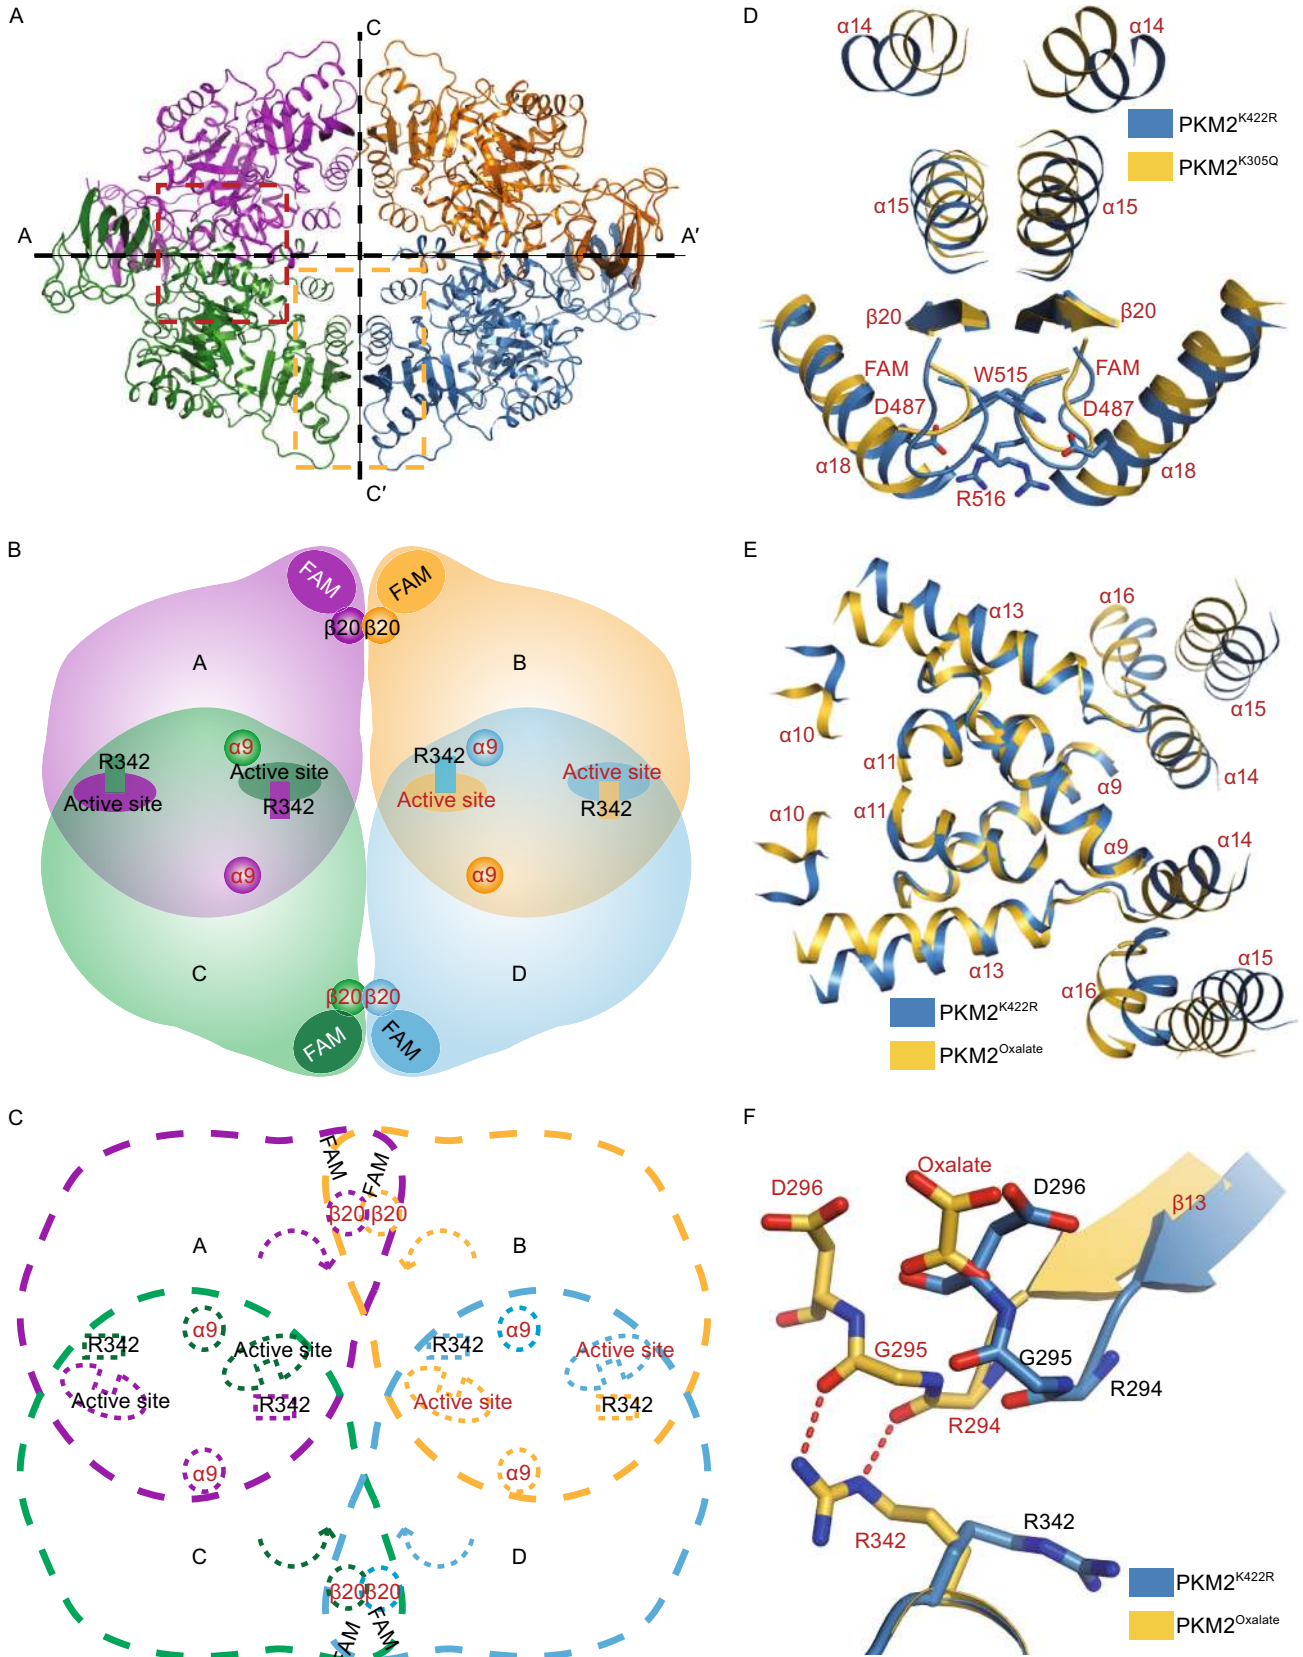 A
C
A
A′
C′
D
α14
α14
PKM2K422R
PKM2K305Q
α15
α15
β20
β20
FAM
W515
FAM
D487
D487
α18
α18
R516
B
FAM
FAM
β20
β20
A
B
α9
α9
R342
R342
Active site
Active site
Active site
Active site
R342
R342
α9
α9
C
D
β20
β20
FAM
FAM
E
α13
α16
α10
α15
α11
α9
α14
α10
α11
α9
α14
α13
α16
α15
PKM2K422R
PKM2Oxalate
C
FAM
FAM
β20
β20
A
B
α9
α9
R342
R342
Active site
Active site
Active site
Active site
R342
R342
α9
α9
C
D
β20
β20
FAM
FAM
F
Oxalate
D296
D296
β13
G295
G295
R294
R294
R342
R342
PKM2K422R
PKM2Oxalate